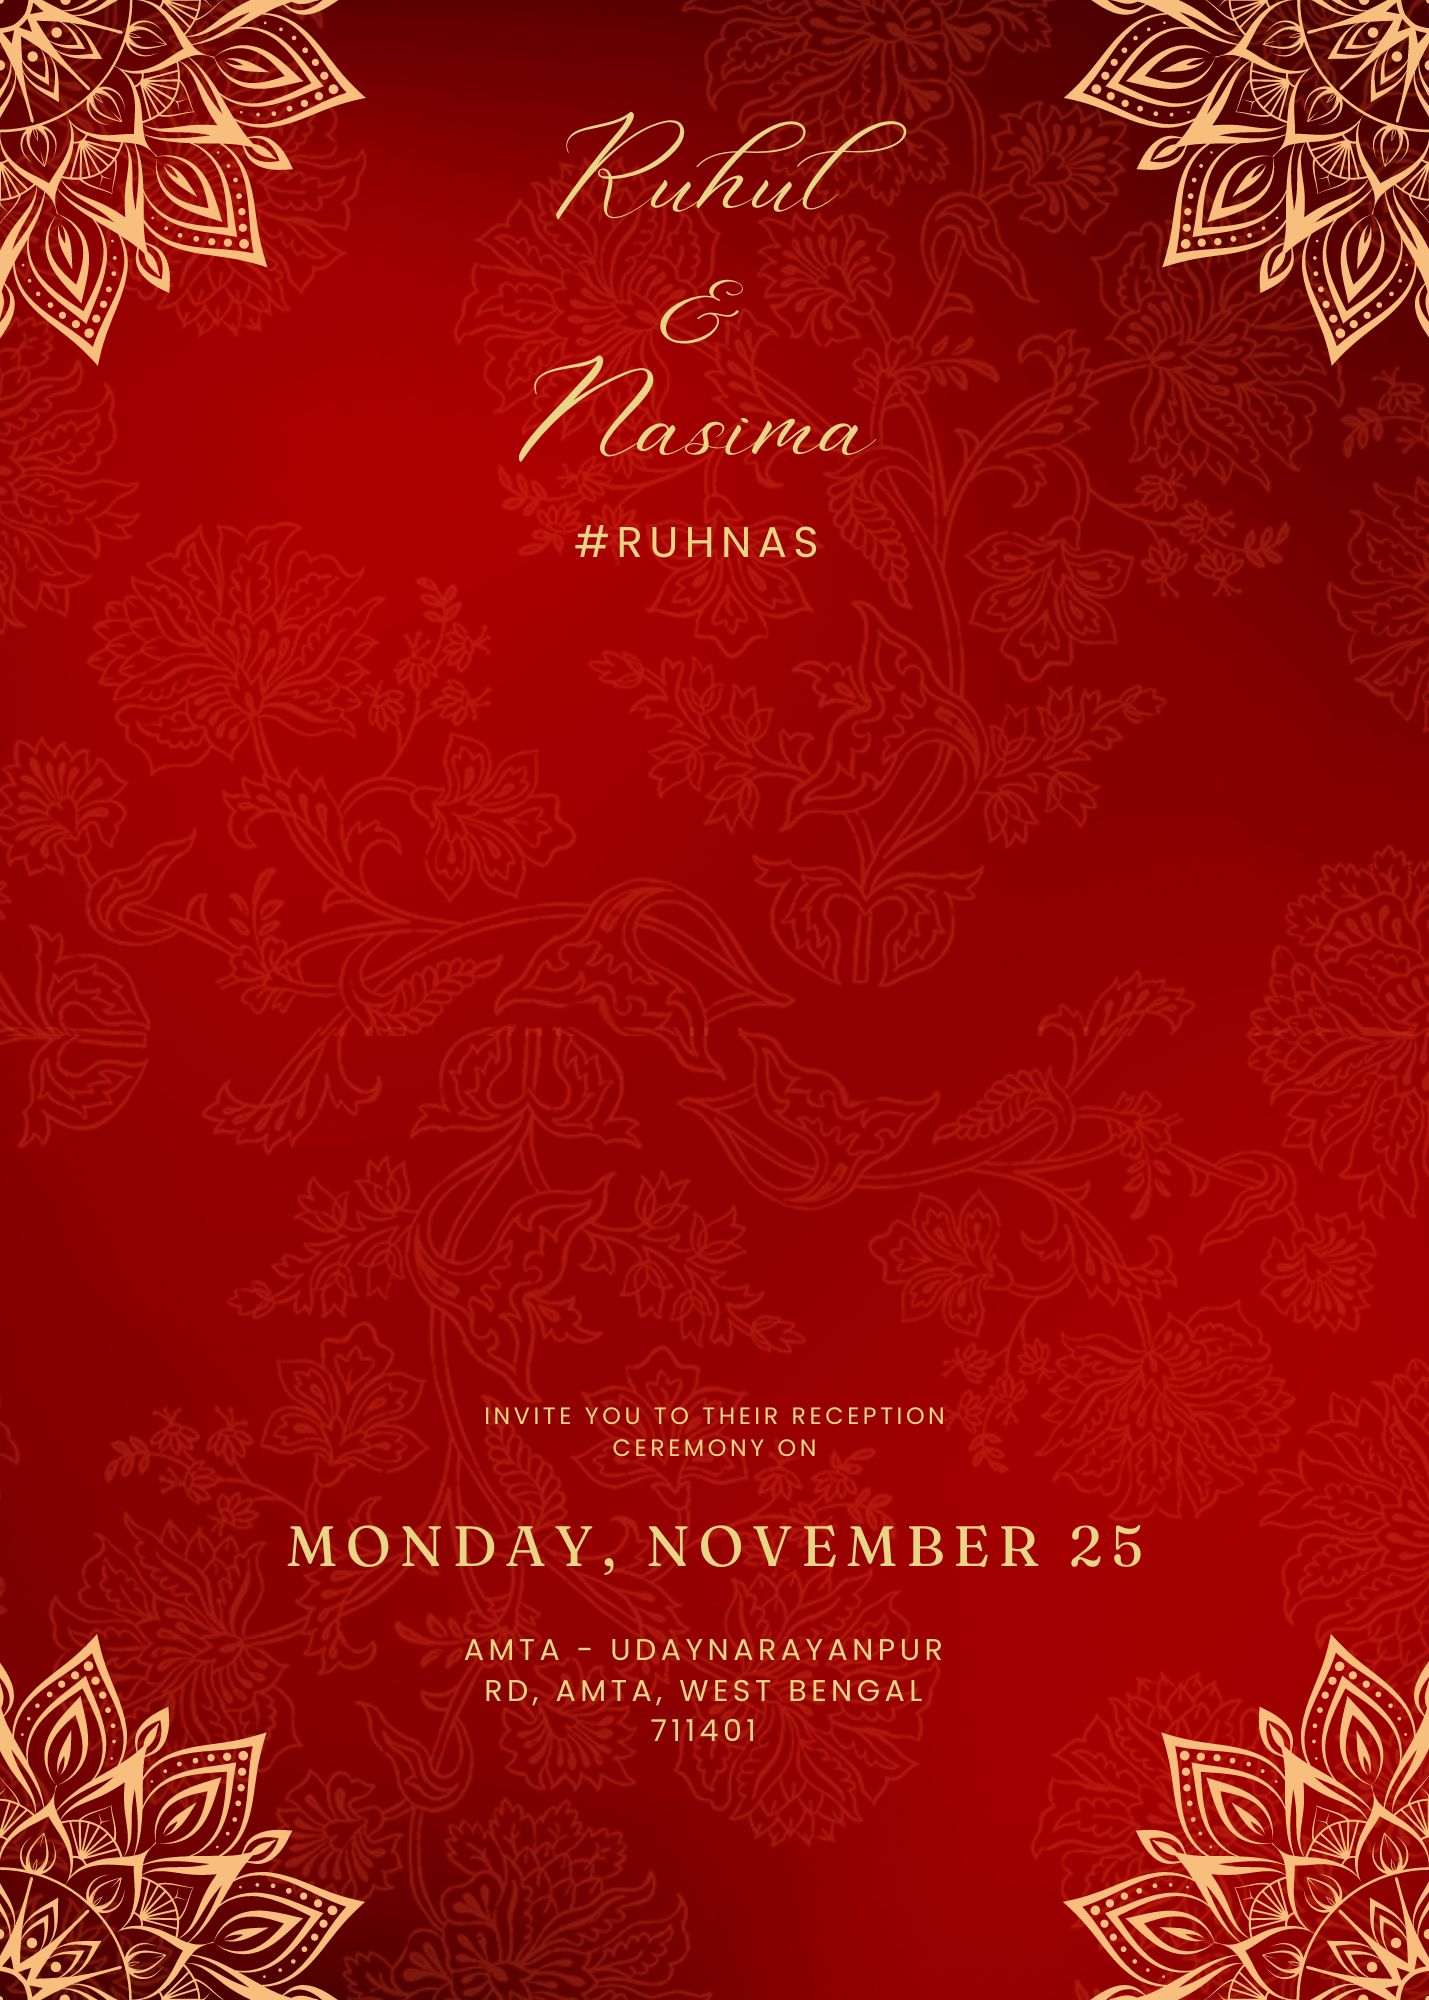 Ruhul
&
Nasima
#RUHNAS
INVITE YOU TO THEIR RECEPTION
CEREMONY ON
MONDAY, NOVEMBER 25
AMTA - UDAYNARAYANPUR
RD, AMTA, WEST BENGAL
711401